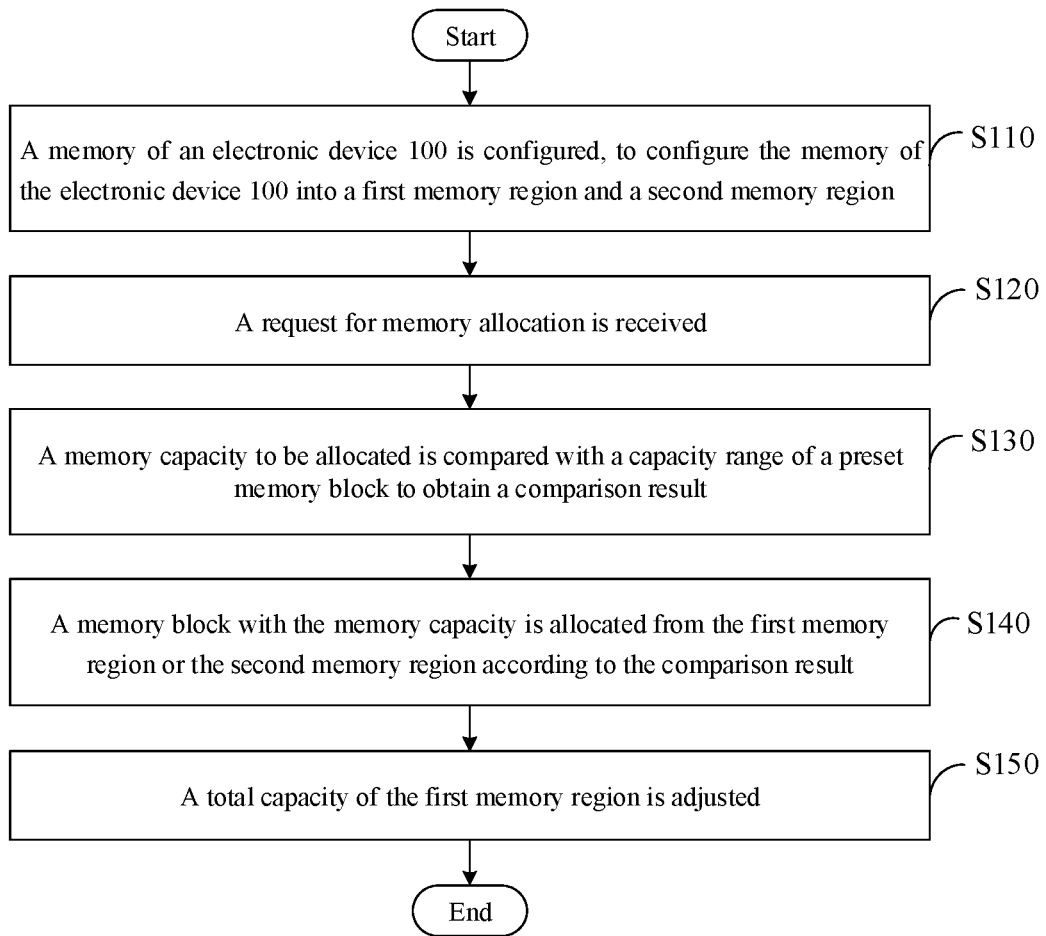 Start
A memory of an electronic device 100 is configured, to configure the memory of
the electronic device 100 into a first memory region and a second memory region
S110
A request for memory allocation is received
S120
A memory capacity to be allocated is compared with a capacity range of a preset
memory block to obtain a comparison result
S130
A memory block with the memory capacity is allocated from the first memory
region or the second memory region according to the comparison result
S140
A total capacity of the first memory region is adjusted
S150
End